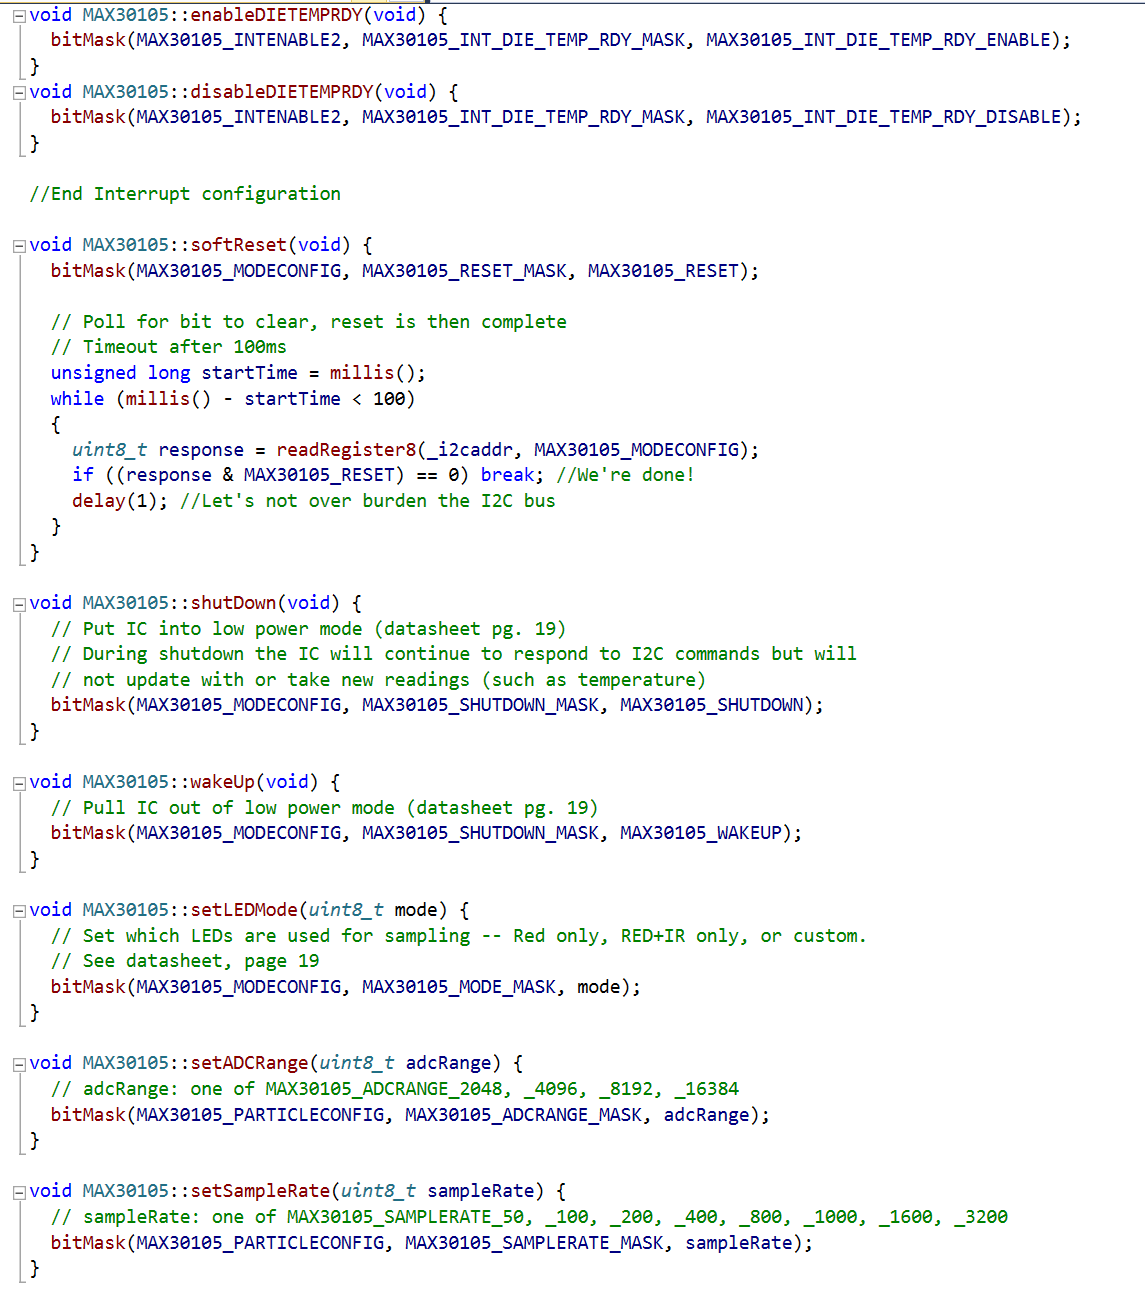 void MAX30105::enableDIETEMPRDY(void) {
  bitMask(MAX30105_INTENABLE2, MAX30105_INT_DIE_TEMP_RDY_MASK, MAX30105_INT_DIE_TEMP_RDY_ENABLE);
}
void MAX30105::disableDIETEMPRDY(void) {
  bitMask(MAX30105_INTENABLE2, MAX30105_INT_DIE_TEMP_RDY_MASK, MAX30105_INT_DIE_TEMP_RDY_DISABLE);
}

//End Interrupt configuration

void MAX30105::softReset(void) {
  bitMask(MAX30105_MODECONFIG, MAX30105_RESET_MASK, MAX30105_RESET);

  // Poll for bit to clear, reset is then complete
  // Timeout after 100ms
  unsigned long startTime = millis();
  while (millis() - startTime < 100)
  {
    uint8_t response = readRegister8(_i2caddr, MAX30105_MODECONFIG);
    if ((response & MAX30105_RESET) == 0) break; //We're done!
    delay(1); //Let's not over burden the I2C bus
  }
}

void MAX30105::shutDown(void) {
  // Put IC into low power mode (datasheet pg. 19)
  // During shutdown the IC will continue to respond to I2C commands but will
  // not update with or take new readings (such as temperature)
  bitMask(MAX30105_MODECONFIG, MAX30105_SHUTDOWN_MASK, MAX30105_SHUTDOWN);
}

void MAX30105::wakeUp(void) {
  // Pull IC out of low power mode (datasheet pg. 19)
  bitMask(MAX30105_MODECONFIG, MAX30105_SHUTDOWN_MASK, MAX30105_WAKEUP);
}

void MAX30105::setLEDMode(uint8_t mode) {
  // Set which LEDs are used for sampling -- Red only, RED+IR only, or custom.
  // See datasheet, page 19
  bitMask(MAX30105_MODECONFIG, MAX30105_MODE_MASK, mode);
}

void MAX30105::setADCRange(uint8_t adcRange) {
  // adcRange: one of MAX30105_ADCRANGE_2048, _4096, _8192, _16384
  bitMask(MAX30105_PARTICLECONFIG, MAX30105_ADCRANGE_MASK, adcRange);
}

void MAX30105::setSampleRate(uint8_t sampleRate) {
  // sampleRate: one of MAX30105_SAMPLERATE_50, _100, _200, _400, _800, _1000, _1600, _3200
  bitMask(MAX30105_PARTICLECONFIG, MAX30105_SAMPLERATE_MASK, sampleRate);
}